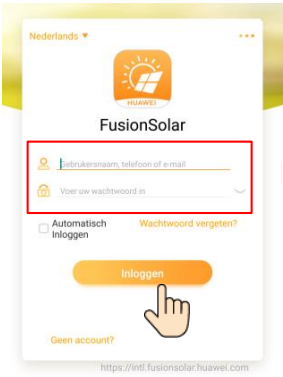 Nederlands ▼
HUAWEI
FusionSolar
Gebruikersnaam, telefoon of e-mail
Voer uw wachtwoord in
Automatisch Inloggen
Wachtwoord vergeten?
Inloggen
Geen account?
https://intl.fusionsolar.huawei.com